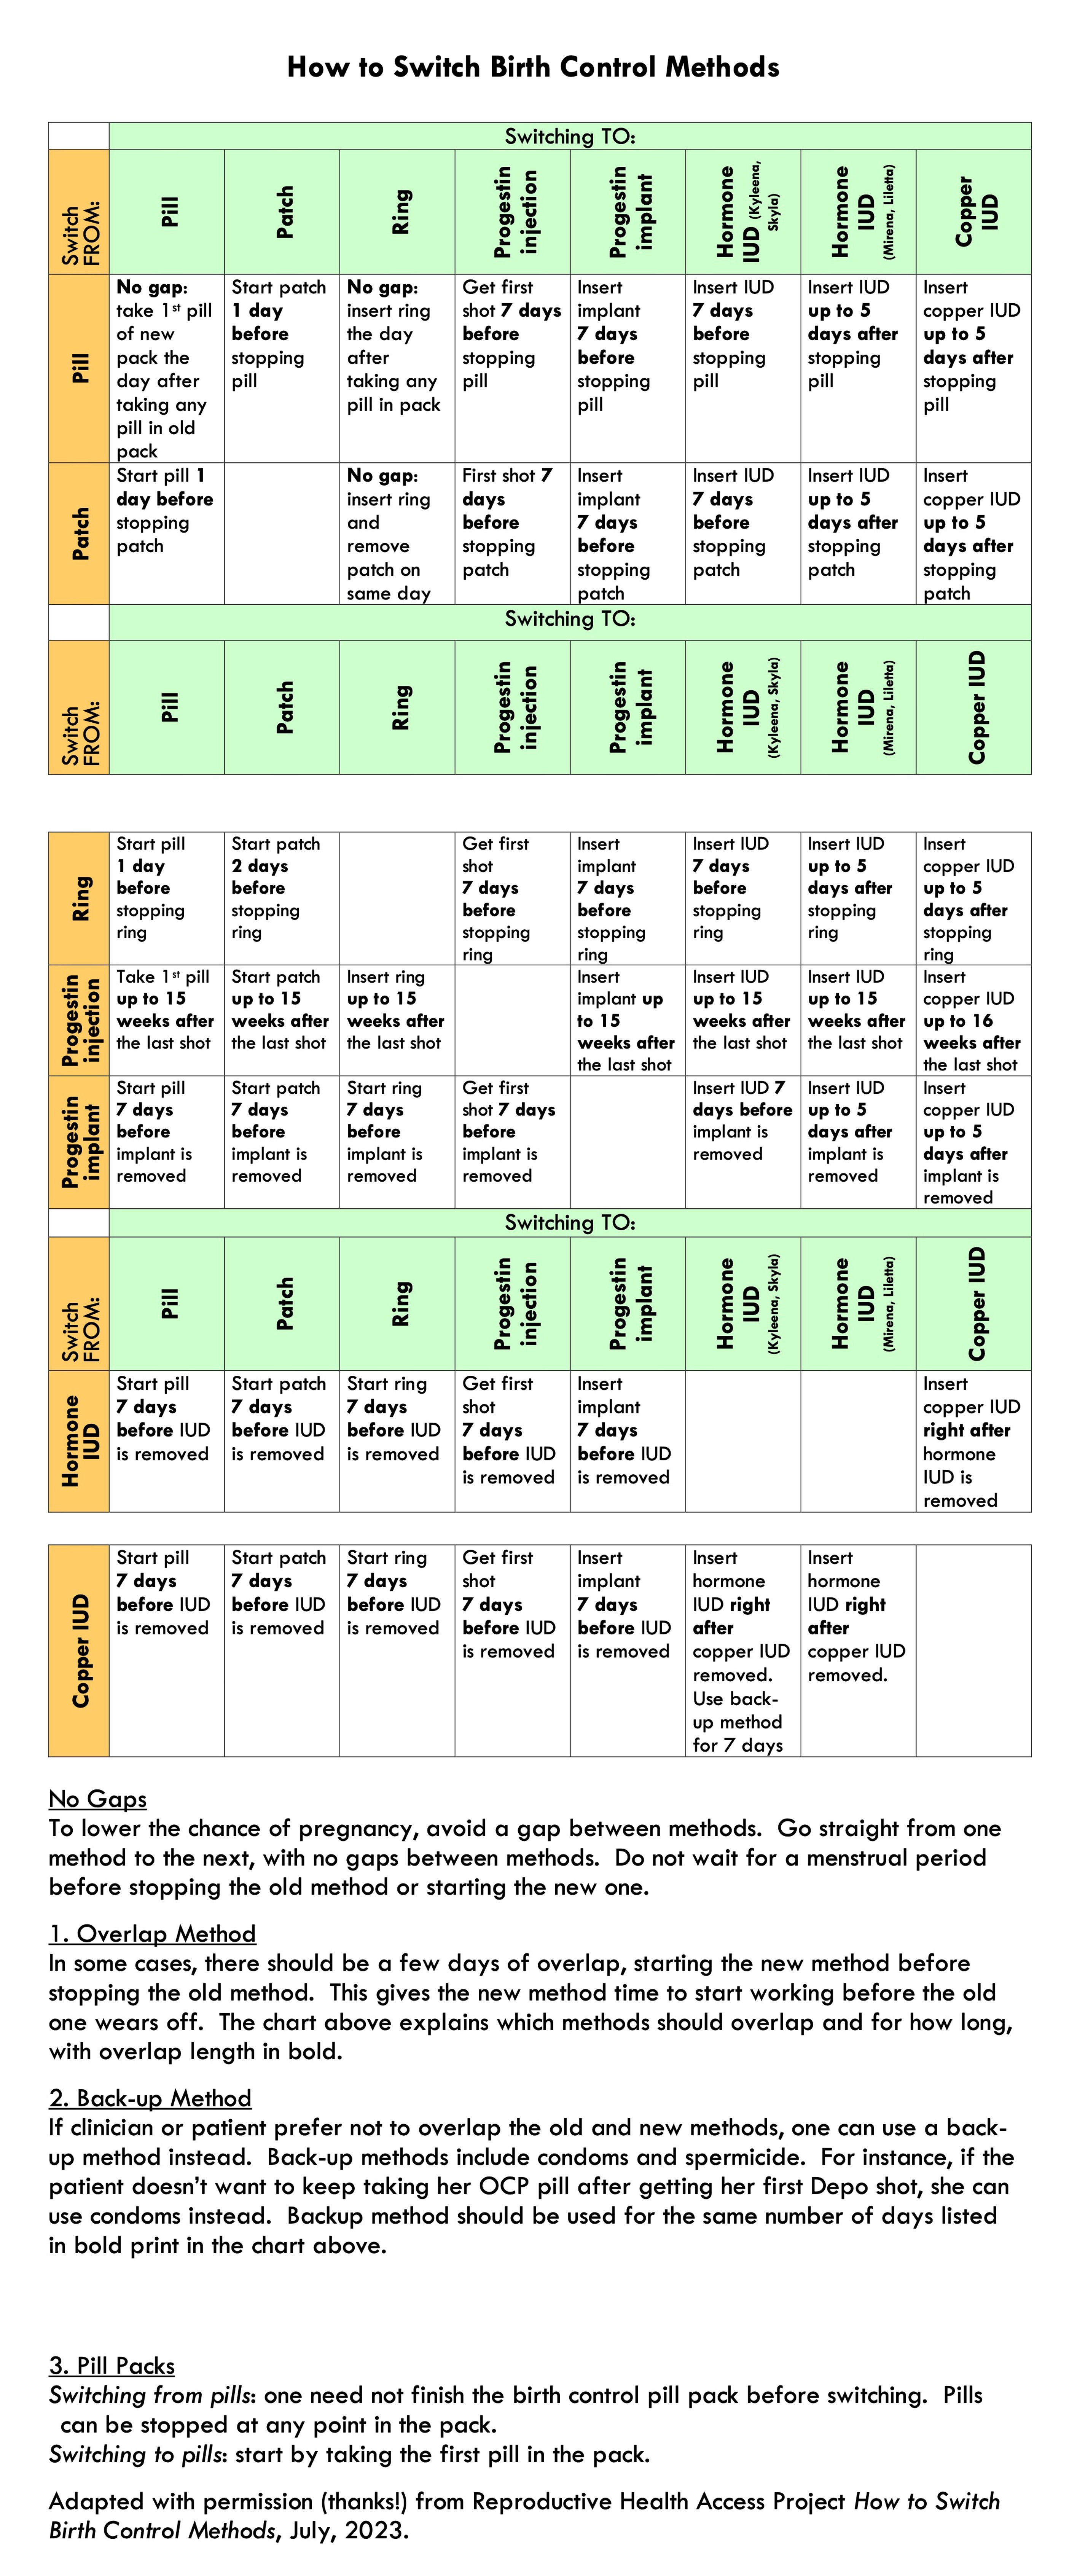 How to Switch Birth Control Methods
Switching TO:
Switch
FROM:
Pill
Patch
Ring
Progestin
injection
Progestin
implant
Hormone
IUD (Kyleena,
Skyla)
Hormone
IUD
(Mirena, Liletta)
Copper
IUD
Pill
No gap:
take 1st pill
of new
pack the
day after
taking any
pill in old
pack
Start patch
1 day
before
stopping
pill
No gap:
insert ring
the day
after
taking any
pill in pack
Get first
shot 7 days
before
stopping
pill
Insert
implant
7 days
before
stopping
pill
Insert IUD
7 days
before
stopping
pill
Insert IUD
up to 5
days after
stopping
pill
Insert
copper IUD
up to 5
days after
stopping
pill
Patch
Start pill 1
day before
stopping
patch
No gap:
insert ring
and
remove
patch on
same day
First shot 7
days
before
stopping
patch
Insert
implant
7 days
before
stopping
patch
Insert IUD
7 days
before
stopping
patch
Insert IUD
up to 5
days after
stopping
patch
Insert
copper IUD
up to 5
days after
stopping
patch
Switching TO:
Switch
FROM:
Pill
Patch
Ring
Progestin
injection
Progestin
implant
Hormone
IUD
(Kyleena, Skyla)
Hormone
IUD
(Mirena, Liletta)
Copper IUD
Ring
Start pill
1 day
before
stopping
ring
Start patch
2 days
before
stopping
ring
Get first
shot
7 days
before
stopping
ring
Insert
implant
7 days
before
stopping
ring
Insert IUD
7 days
before
stopping
ring
Insert IUD
up to 5
days after
stopping
ring
Insert
copper IUD
up to 5
days after
stopping
ring
Progestin
injection
Take 1st pill
up to 15
weeks after
the last shot
Start patch
up to 15
weeks after
the last shot
Insert ring
up to 15
weeks after
the last shot
Insert
implant up
to 15
weeks after
the last shot
Insert IUD
up to 15
weeks after
the last shot
Insert IUD
up to 15
weeks after
the last shot
Insert
copper IUD
up to 16
weeks after
the last shot
Progestin
implant
Start pill
7 days
before
implant is
removed
Start patch
7 days
before
implant is
removed
Start ring
7 days
before
implant is
removed
Get first
shot 7 days
before
implant is
removed
Insert IUD 7
days before
implant is
removed
Insert IUD
up to 5
days after
implant is
removed
Insert
copper IUD
up to 5
days after
implant is
removed
Switching TO:
Switch
FROM:
Pill
Patch
Ring
Progestin
injection
Progestin
implant
Hormone
IUD
(Kyleena, Skyla)
Hormone
IUD
(Mirena, Liletta)
Copper IUD
Hormone
IUD
Start pill
7 days
before IUD
is removed
Start patch
7 days
before IUD
is removed
Start ring
7 days
before IUD
is removed
Get first
shot
7 days
before IUD
is removed
Insert
implant
7 days
before IUD
is removed
Insert
copper IUD
right after
hormone
IUD is
removed
Copper IUD
Start pill
7 days
before IUD
is removed
Start patch
7 days
before IUD
is removed
Start ring
7 days
before IUD
is removed
Get first
shot
7 days
before IUD
is removed
Insert
implant
7 days
before IUD
is removed
Insert
hormone
IUD right
after
copper IUD
removed.
Use back-
up method
for 7 days
Insert
hormone
IUD right
after
copper IUD
removed.
No Gaps
To lower the chance of pregnancy, avoid a gap between methods. Go straight from one
method to the next, with no gaps between methods. Do not wait for a menstrual period
before stopping the old method or starting the new one.
1. Overlap Method
In some cases, there should be a few days of overlap, starting the new method before
stopping the old method. This gives the new method time to start working before the old
one wears off. The chart above explains which methods should overlap and for how long,
with overlap length in bold.
2. Back-up Method
If clinician or patient prefer not to overlap the old and new methods, one can use a back-
up method instead. Back-up methods include condoms and spermicide. For instance, if the
patient doesn't want to keep taking her OCP pill after getting her first Depo shot, she can
use condoms instead. Backup method should be used for the same number of days listed
in bold print in the chart above.
3. Pill Packs
Switching from pills: one need not finish the birth control pill pack before switching. Pills
can be stopped at any point in the pack.
Switching to pills: start by taking the first pill in the pack.
Adapted with permission (thanks!) from Reproductive Health Access Project How to Switch
Birth Control Methods, July, 2023.